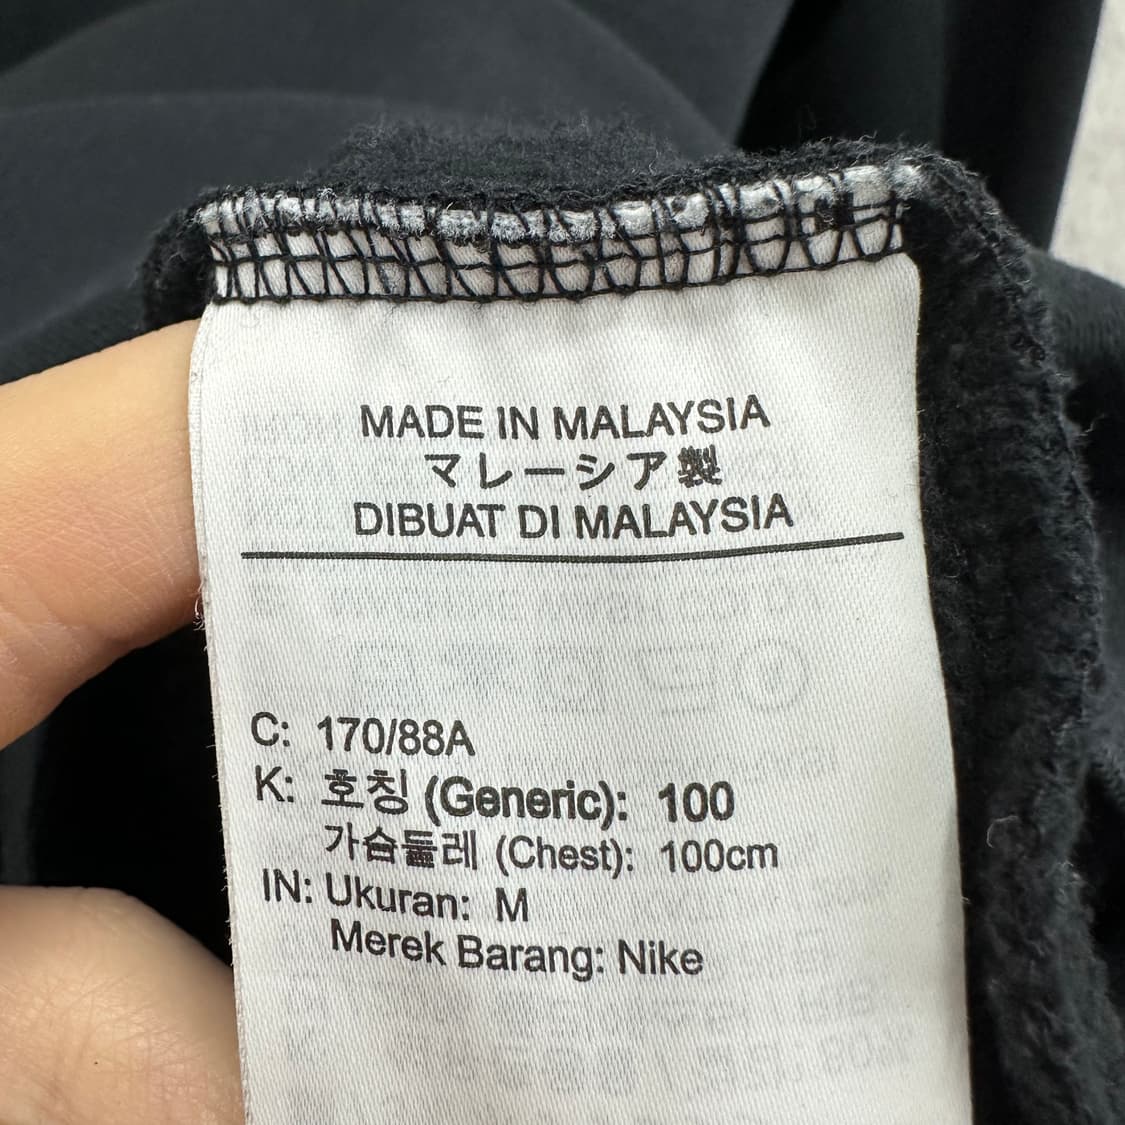 MADE IN MALAYSIA
マレーシア製
DIBUAT DI MALAYSIA
C: 170/88A
K: 호칭 (Generic): 100
가슴둘레 (Chest): 100cm
IN: Ukuran: M
Merek Barang: Nike